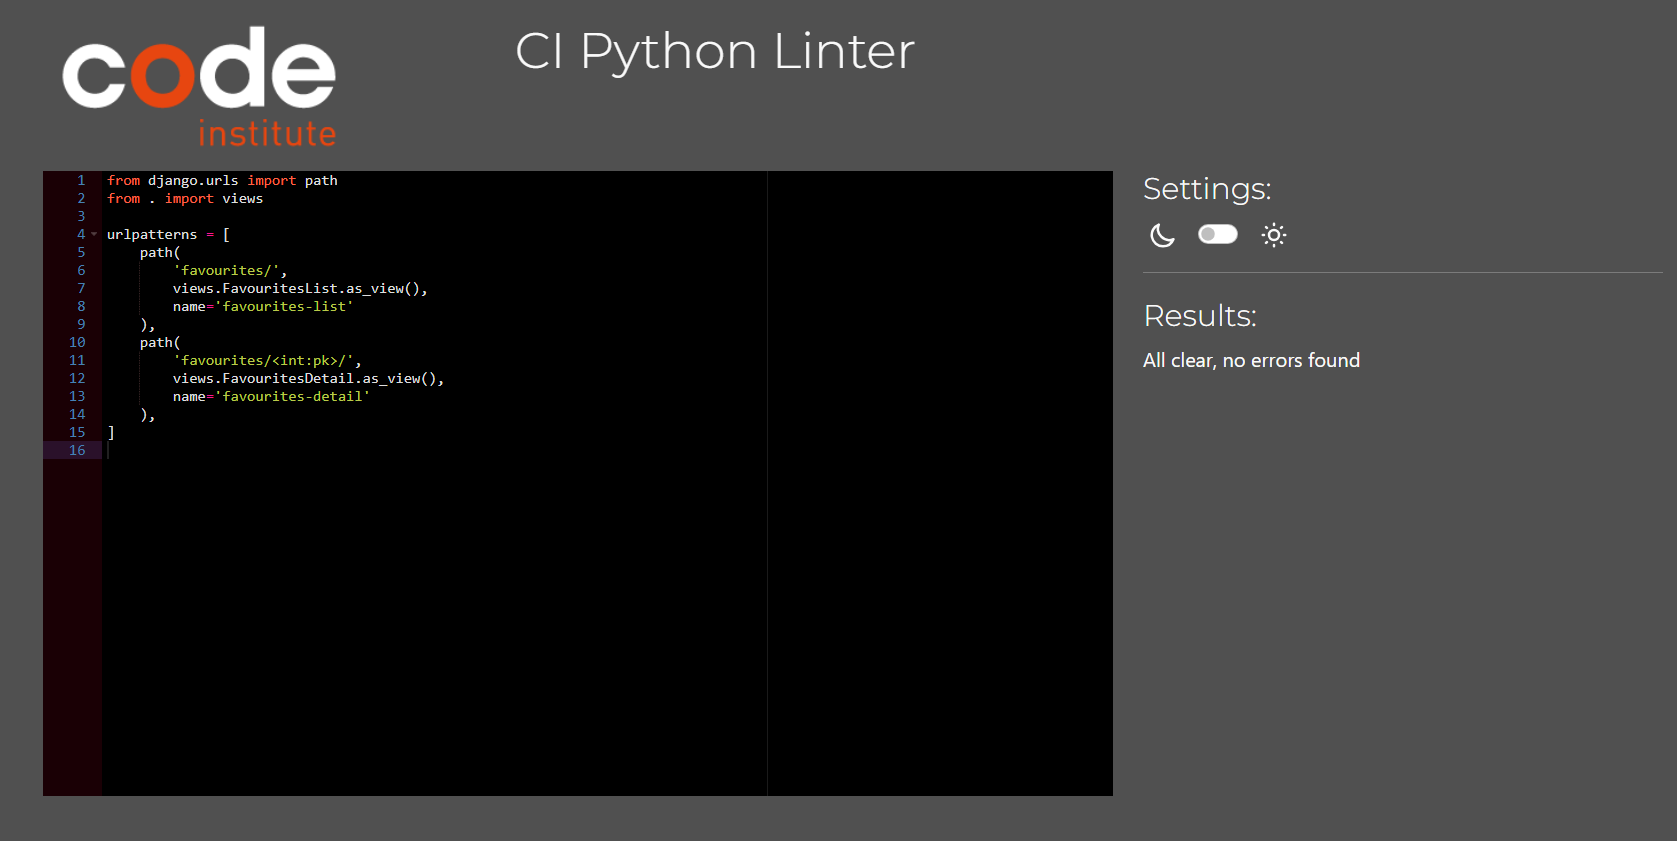 code
institute
CI Python Linter
1 from django.urls import path
2 from . import views
3
4 urlpatterns = [
5     path(
6         'favourites/',
7         views.FavouritesList.as_view(),
8         name='favourites-list'
9     ),
10     path(
11         'favourites/<int:pk>/',
12         views.FavouritesDetail.as_view(),
13         name='favourites-detail'
14     ),
15 ]
16
Settings:
Results:
All clear, no errors found